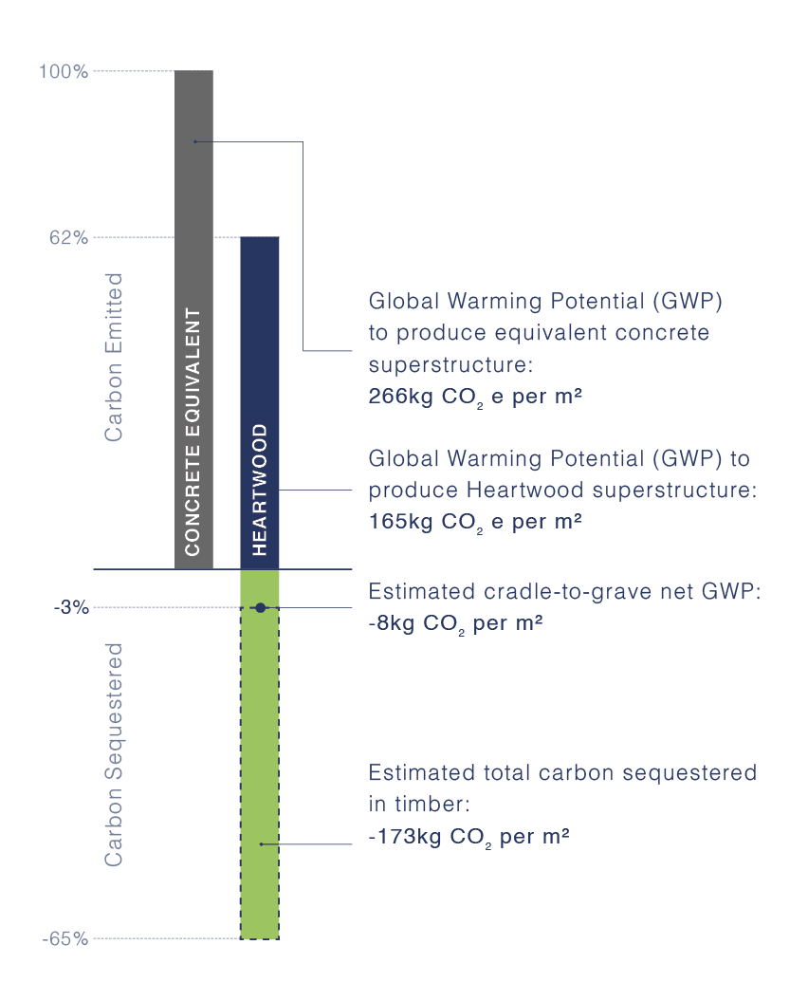 100%
62%
Carbon Emitted
CONCRETE EQUIVALENT
HEARTWOOD
Global Warming Potential (GWP)
to produce equivalent concrete
superstructure:
266kg CO₂ e per m²
Global Warming Potential (GWP) to
produce Heartwood superstructure:
165kg CO₂ e per m²
-3%
Estimated cradle-to-grave net GWP:
-8kg CO₂ per m²
Carbon Sequestered
Estimated total carbon sequestered
in timber:
-173kg CO₂ per m²
-65%